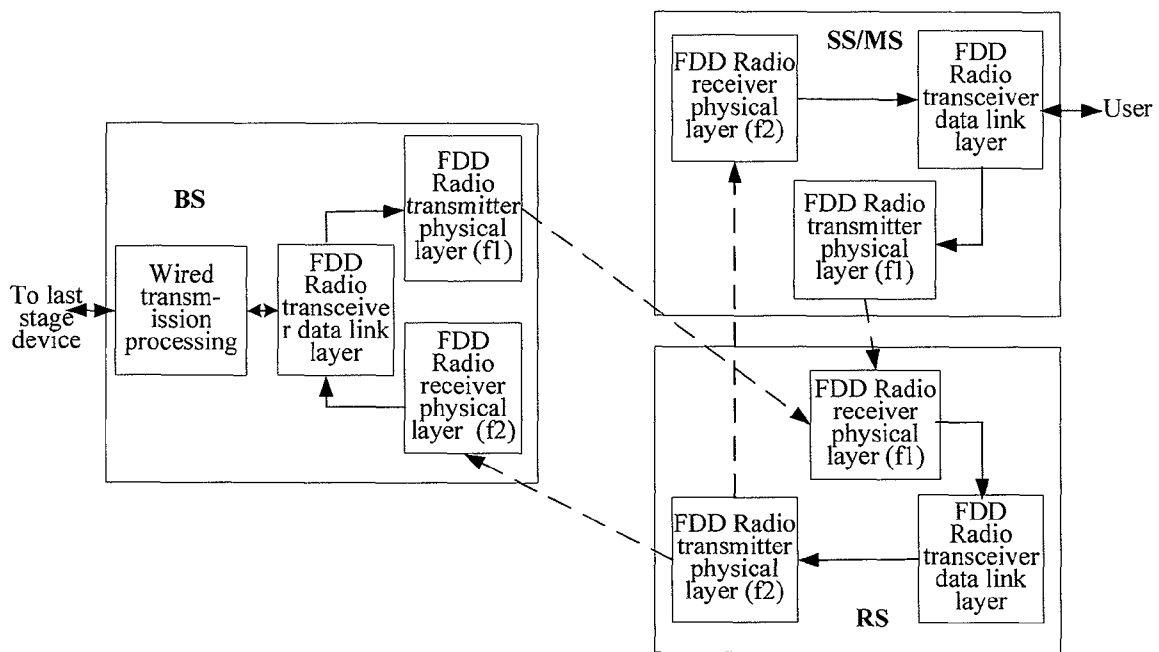 To last
stage
device
BS
Wired
transm-
ission
processing
FDD
Radio
transceive
r data link
layer
FDD
Radio
transmitter
physical
layer (f1)
FDD
Radio
receiver
physical
layer (f2)
SS/MS
FDD Radio
receiver
physical
layer (f2)
FDD
Radio
transceiver
data link
layer
User
FDD Radio
transmitter
physical
layer (f1)
FDD Radio
receiver
physical
layer (f1)
FDD Radio
transmitter
physical
layer (f2)
FDD
Radio
transceiver
data link
layer
RS